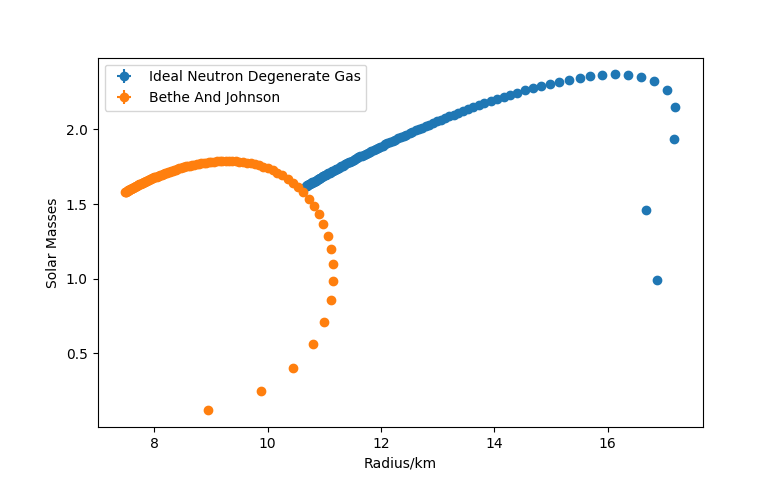 Ideal Neutron Degenerate Gas
Bethe And Johnson
Solar Masses
2.0
1.5
1.0
0.5
8 10 12 14 16
Radius/km